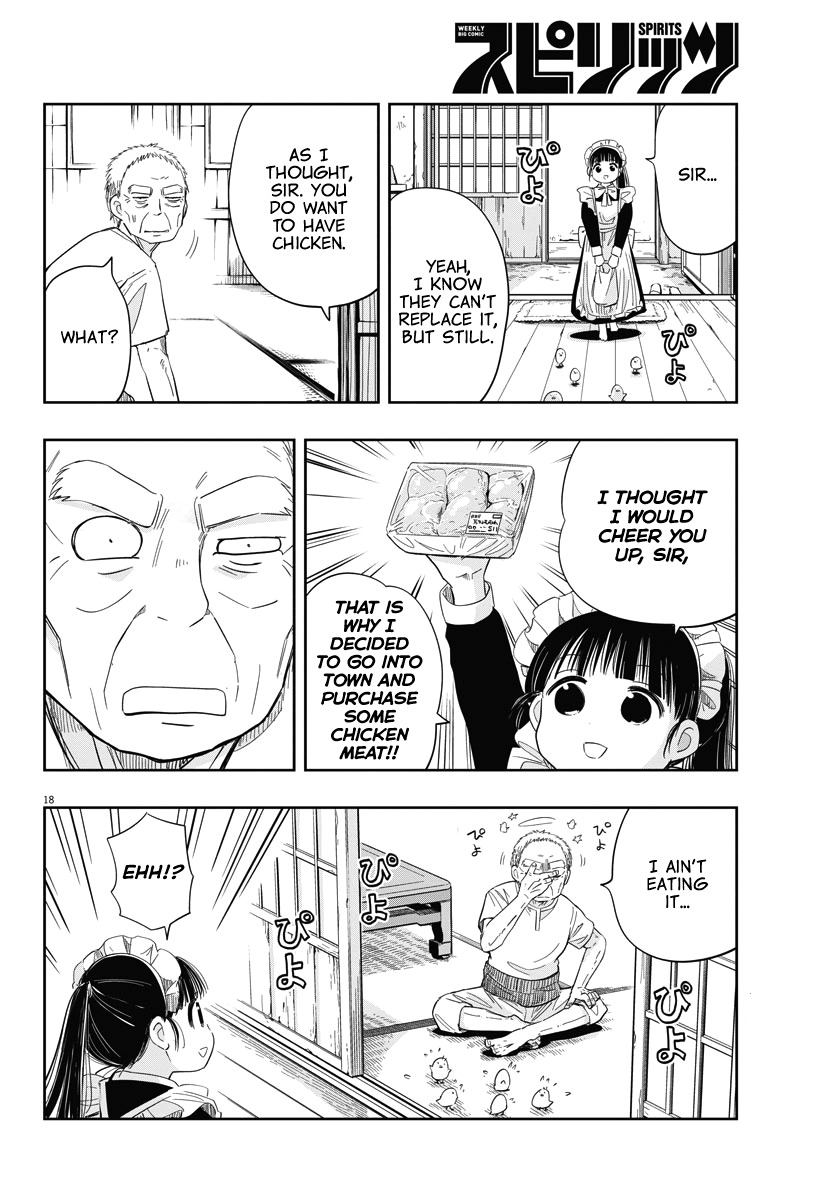 WEEKLY
BIG COMIC
SPIRITS
スピリッツ
SIR...
ぴよ
YEAH,
I KNOW
THEY CAN'T
REPLACE IT,
BUT STILL.
ぴよ
AS I
THOUGHT,
SIR. YOU
DO WANT
TO HAVE
CHICKEN.
WHAT?
I THOUGHT
I WOULD
CHEER YOU
UP, SIR,
THAT IS
WHY I
DECIDED
TO GO INTO
TOWN AND
PURCHASE
SOME
CHICKEN
MEAT!!
18
I AIN'T
EATING
IT...
ぴよ
ぴよ
ぴよ
ぴよ
ぴよ
EHH!?